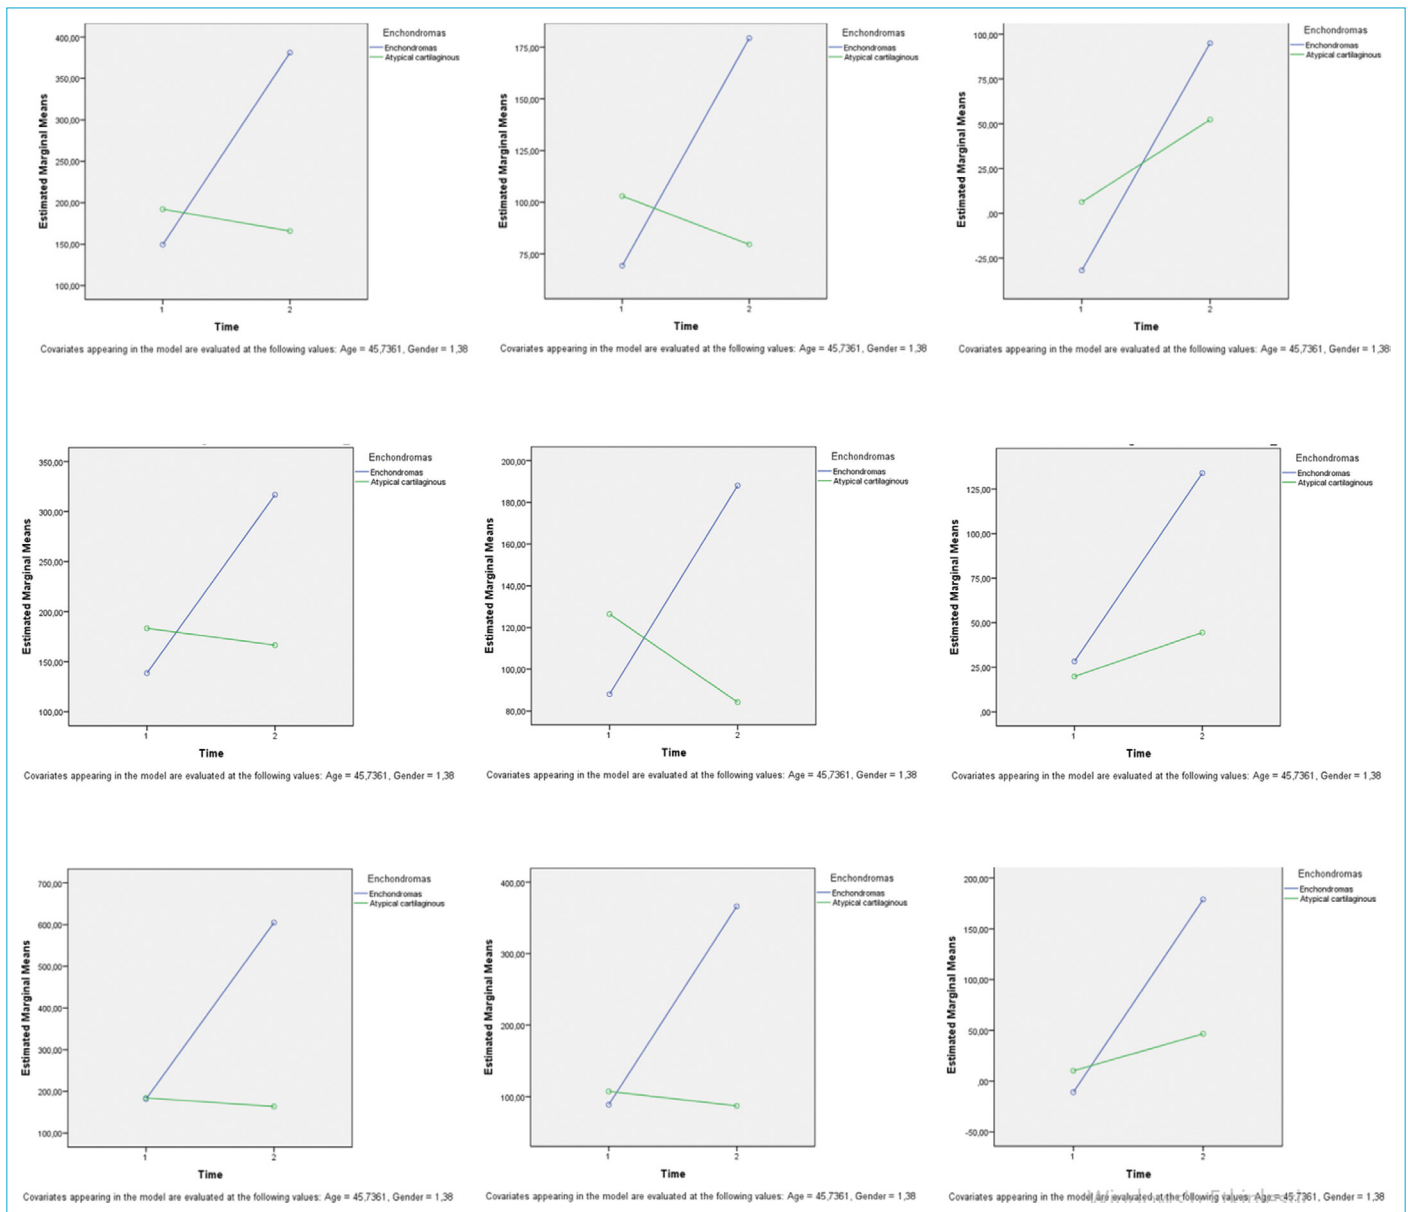 Enchondromas
Enchondromas
Atypical cartilaginous
400,00
350,00
300,00
250,00
200,00
150,00
100,00
Estimated Marginal Means
1
2
Time
Covariates appearing in the model are evaluated at the following values: Age = 45,7361, Gender = 1,38
Enchondromas
Enchondromas
Atypical cartilaginous
175,00
150,00
125,00
100,00
75,00
Estimated Marginal Means
1
2
Time
Covariates appearing in the model are evaluated at the following values: Age = 45,7361, Gender = 1,38
Enchondromas
Enchondromas
Atypical cartilaginous
100,00
75,00
50,00
25,00
,00
-25,00
Estimated Marginal Means
1
2
Time
Covariates appearing in the model are evaluated at the following values: Age = 45,7361, Gender = 1,38
Enchondromas
Enchondromas
Atypical cartilaginous
350,00
300,00
250,00
200,00
150,00
100,00
Estimated Marginal Means
1
2
Time
Covariates appearing in the model are evaluated at the following values: Age = 45,7361, Gender = 1,38
Enchondromas
Enchondromas
Atypical cartilaginous
200,00
180,00
160,00
140,00
120,00
100,00
80,00
Estimated Marginal Means
1
2
Time
Covariates appearing in the model are evaluated at the following values: Age = 45,7361, Gender = 1,38
Enchondromas
Enchondromas
Atypical cartilaginous
125,00
100,00
75,00
50,00
25,00
,00
Estimated Marginal Means
1
2
Time
Covariates appearing in the model are evaluated at the following values: Age = 45,7361, Gender = 1,38
Enchondromas
Enchondromas
Atypical cartilaginous
700,00
600,00
500,00
400,00
300,00
200,00
100,00
Estimated Marginal Means
1
2
Time
Covariates appearing in the model are evaluated at the following values: Age = 45,7361, Gender = 1,38
Enchondromas
Enchondromas
Atypical cartilaginous
400,00
300,00
200,00
100,00
Estimated Marginal Means
1
2
Time
Covariates appearing in the model are evaluated at the following values: Age = 45,7361, Gender = 1,38
Enchondromas
Enchondromas
Atypical cartilaginous
200,00
150,00
100,00
50,00
,00
-50,00
Estimated Marginal Means
1
2
Time
Covariates appearing in the model are evaluated at the following values: Age = 45,7361, Gender = 1,38